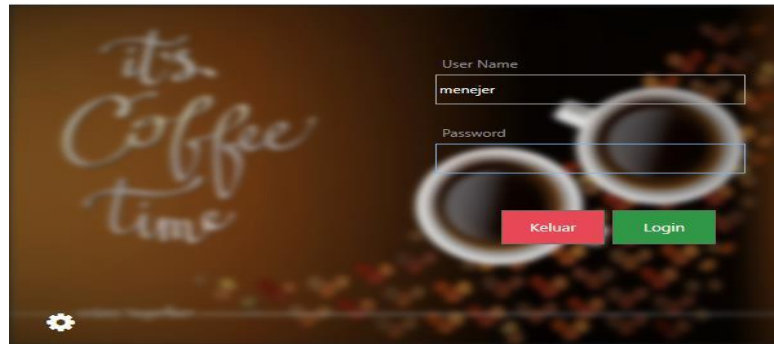 it's
Coffee
Time
User Name
menejer
Password
Keluar
Login